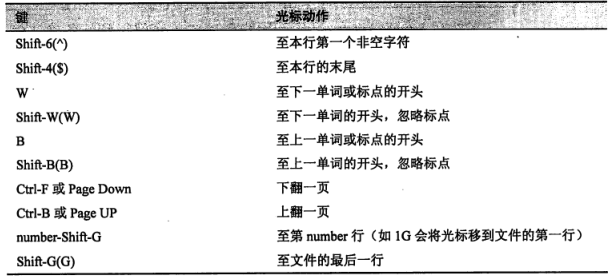 键 光标动作
Shift-6(^) 至本行第一个非空字符
Shift-4($) 至本行的末尾
W 至下一单词或标点的开头
Shift-W(W) 至下一单词的开头，忽略标点
B 至上一单词或标点的开头
Shift-B(B) 至上一单词的开头，忽略标点
Ctrl-F 或 Page Down 下翻一页
Ctrl-B 或 Page UP 上翻一页
number-Shift-G 至第 number 行（如 1G 会将光标移到文件的第一行）
Shift-G(G) 至文件的最后一行